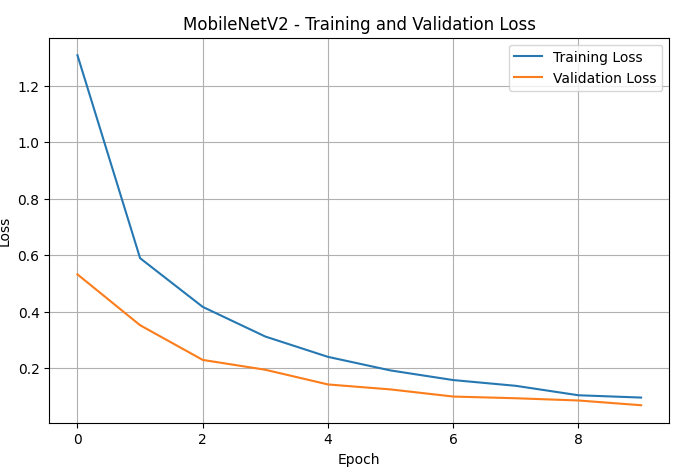 MobileNetV2 - Training and Validation Loss
Training Loss
Validation Loss
1.2
1.0
0.8
0.6
0.4
0.2
Loss
0 2 4 6 8
Epoch